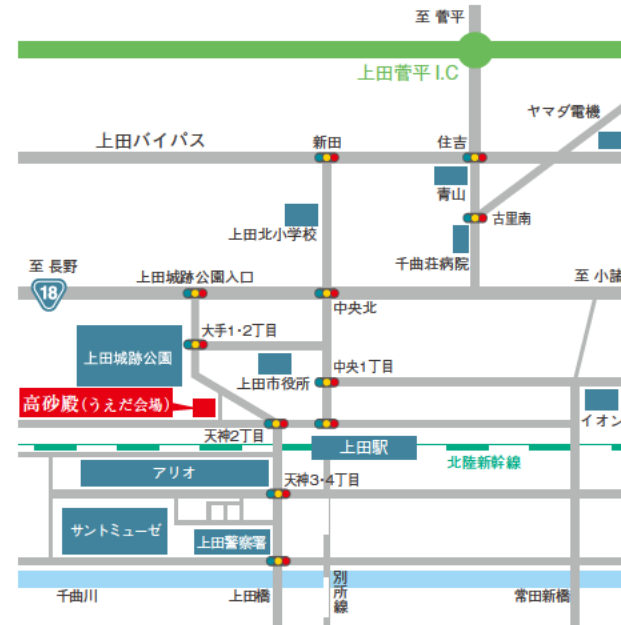 至 菅平
上田菅平 I.C
ヤマダ電機
上田バイパス
新田
住吉
青山
古里南
上田北小学校
千曲荘病院
至 長野
上田城跡公園入口
至 小諸
18
中央北
大手1・2丁目
上田城跡公園
上田市役所
中央1丁目
高砂殿(うえだ会場)
イオン
天神2丁目
上田駅
北陸新幹線
アリオ
天神3・4丁目
サントミューゼ
上田警察署
千曲川
上田橋
別所線
常田新橋